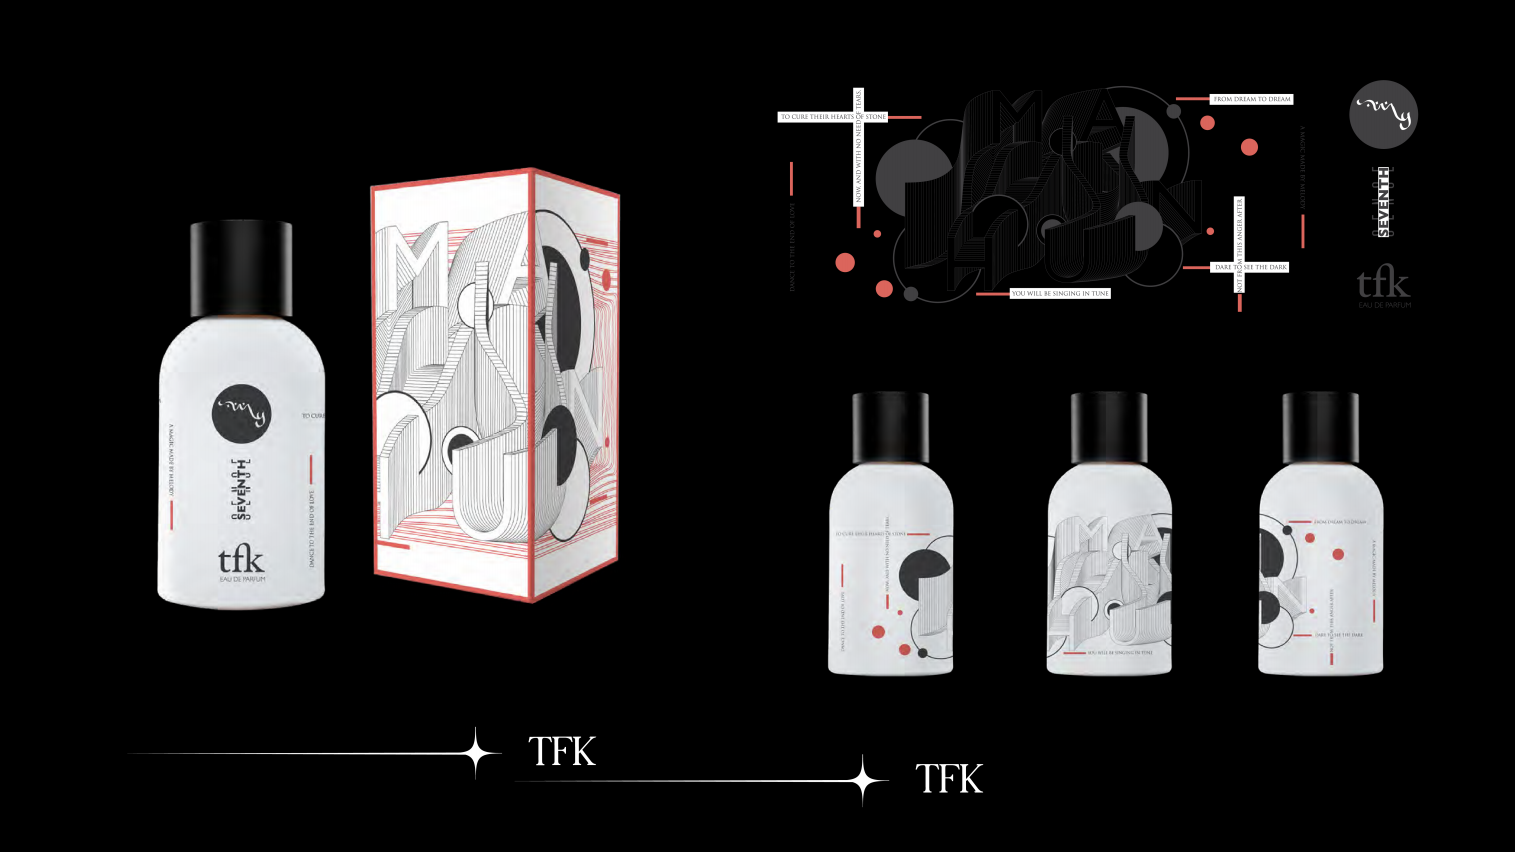 A MAGIC MADE BY MELODY
my
SEVENTH
tfk
EAU DE PARFUM
TO CURE
DANCE TO THE END OF LOVE
M A
N
TO CURE THEIR HEARTS OF STONE
NOW, AND WITH NO NEED OF TEARS.
DANCE TO THE END OF LOVE
M A
N
YOU WILL BE SINGING IN TUNE
FROM DREAM TO DREAM
NOT FROM THIS ANGER AFTER
DARE TO SEE THE DARK
A MAGIC MADE BY MELODY
my
SEVENTH
tfk
EAU DE PARFUM
TO CURE THEIR HEARTS OF STONE
NOW, AND WITH NO NEED OF TEARS.
DANCE TO THE END OF LOVE
M A
YOU WILL BE SINGING IN TUNE
FROM DREAM TO DREAM
A MAGIC MADE BY MELODY
N
DARE TO SEE THE DARK
NOT FROM THIS ANGER AFTER
TFK
TFK